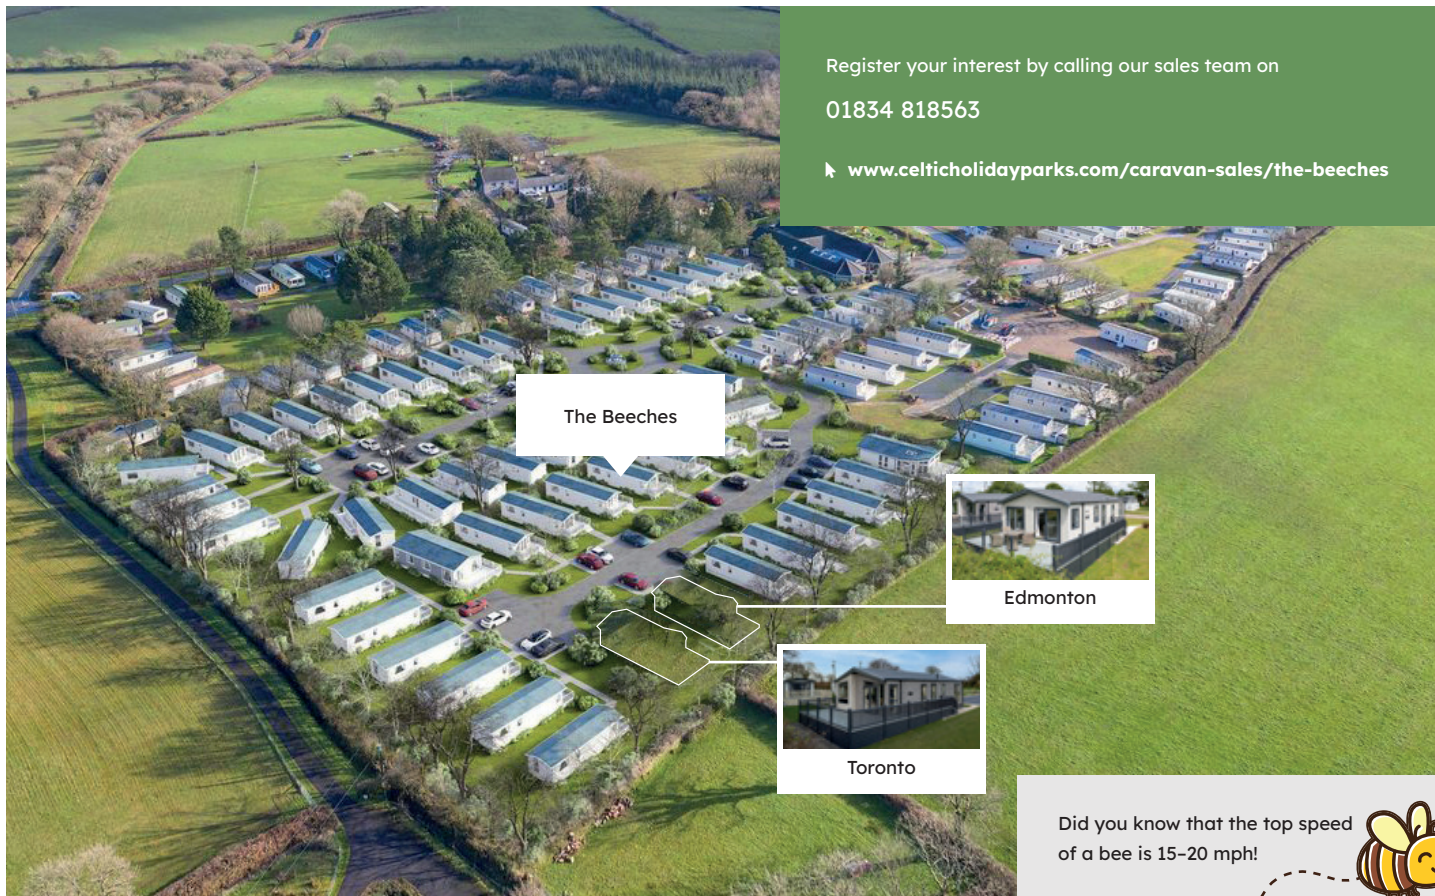 Register your interest by calling our sales team on
01834 818563
www.celticholidayparks.com/caravan-sales/the-beeches
The Beeches
Edmonton
Toronto
Did you know that the top speed
of a bee is 15–20 mph!